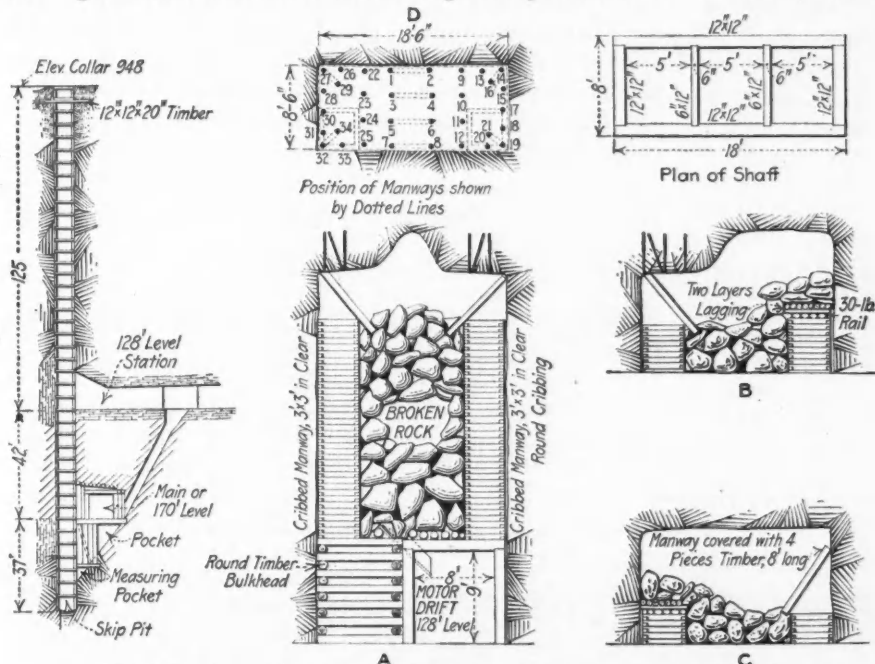 Elev. Collar 948
12"x12"x20" Timber
125'
128' Level
Station
42'
Main or
170' Level
Pocket
37'
Measuring
Pocket
Skip Pit
D
18'-6"
8'-6"
27 26 22 1 2 9 13 14
29 16
28 23 3 4 10 15
17
30 24 5 6 11 21 18
31 34
25 7 8 12 20 19
32 33
Position of Manways shown
by Dotted Lines
12"x12"
8'
5' 5' 5'
6" 6"
12"x12" 6"x12" 12"x12" 6"x12" 12"x12"
18'
Plan of Shaft
Cribbed Manway, 3'x3' in Clear
BROKEN
ROCK
Cribbed Manway, 3'x3' in Clear
Round Cribbing
Round Timber
Bulkhead
8'
9'
MOTOR
DRIFT
128' Level
A
Two Layers
Lagging
30-lb.
Rail
B
Manway covered with 4
Pieces Timber, 8' long
C